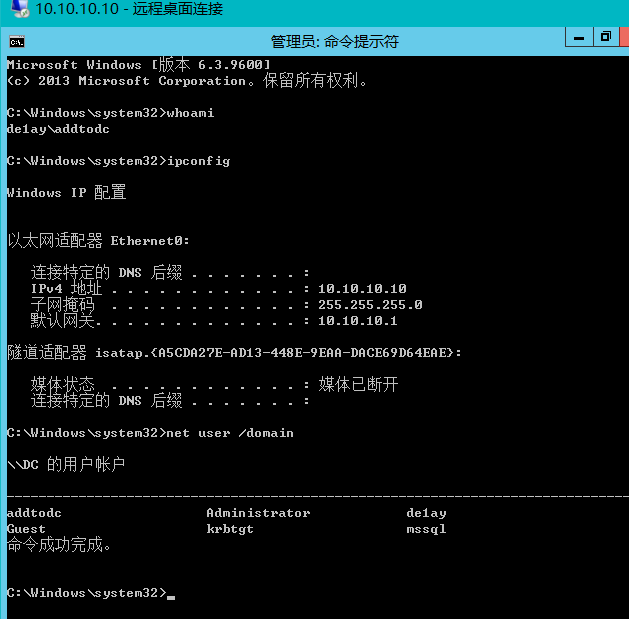 10.10.10.10 - 远程桌面连接
管理员: 命令提示符
Microsoft Windows [版本 6.3.9600]
(c) 2013 Microsoft Corporation。保留所有权利。
C:\Windows\system32>whoami
de1ay\addtodc
C:\Windows\system32>ipconfig
Windows IP 配置
以太网适配器 Ethernet0:
连接特定的 DNS 后缀 . . . . . . . :
IPv4 地址 . . . . . . . . . . . . : 10.10.10.10
子网掩码 . . . . . . . . . . . . : 255.255.255.0
默认网关. . . . . . . . . . . . . : 10.10.10.1
隧道适配器 isatap.{A5CDA27E-AD13-448E-9EAA-DACE69D64EAE}:
媒体状态 . . . . . . . . . . . . : 媒体已断开
连接特定的 DNS 后缀 . . . . . . . :
C:\Windows\system32>net user /domain
\\DC 的用户帐户
-------------------------------------------------------------------------------
addtodc Administrator de1ay
Guest krbtgt mssql
命令成功完成。
C:\Windows\system32>_